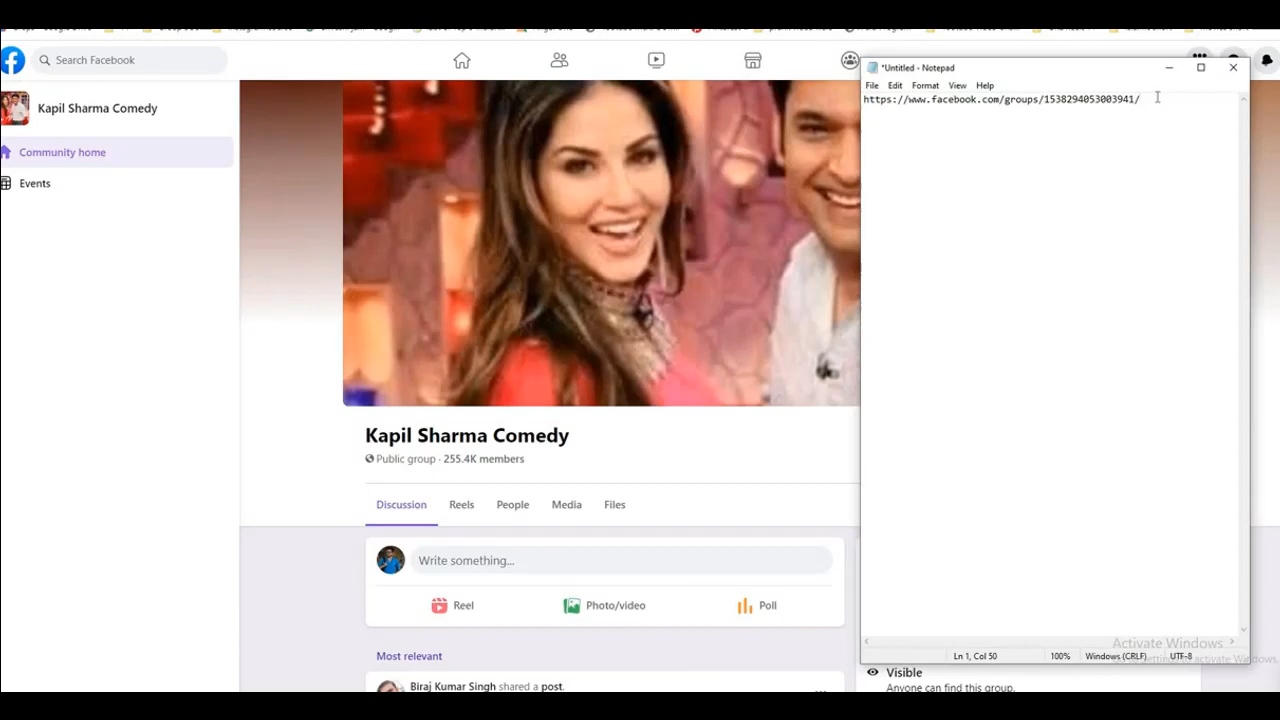 Search Facebook
Kapil Sharma Comedy
Community home
Events
Kapil Sharma Comedy
Public group · 255.4K members
Discussion
Reels
People
Media
Files
Write something...
Reel
Photo/video
Poll
Most relevant
Biraj Kumar Singh shared a post.
*Untitled - Notepad
File Edit Format View Help
https://www.facebook.com/groups/1538294053003941/
Activate Windows
Ln 1, Col 50
100%
Windows (CRLF)
UTF-8
activate Windows.
Visible
Anyone can find this group.